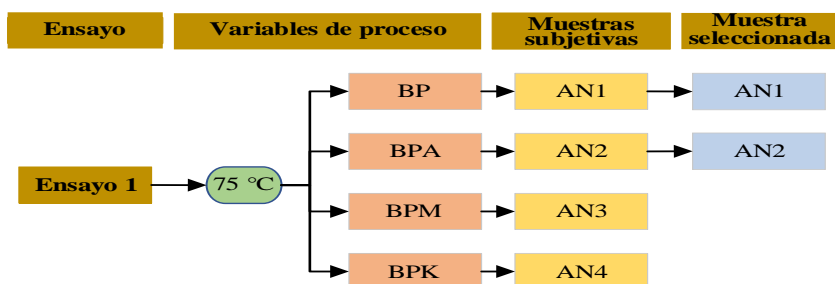 Ensayo
Variables de proceso
Muestras
subjetivas
Muestra
seleccionada
BP
AN1
AN1
BPA
AN2
AN2
Ensayo 1
75 °C
BPM
AN3
BPK
AN4